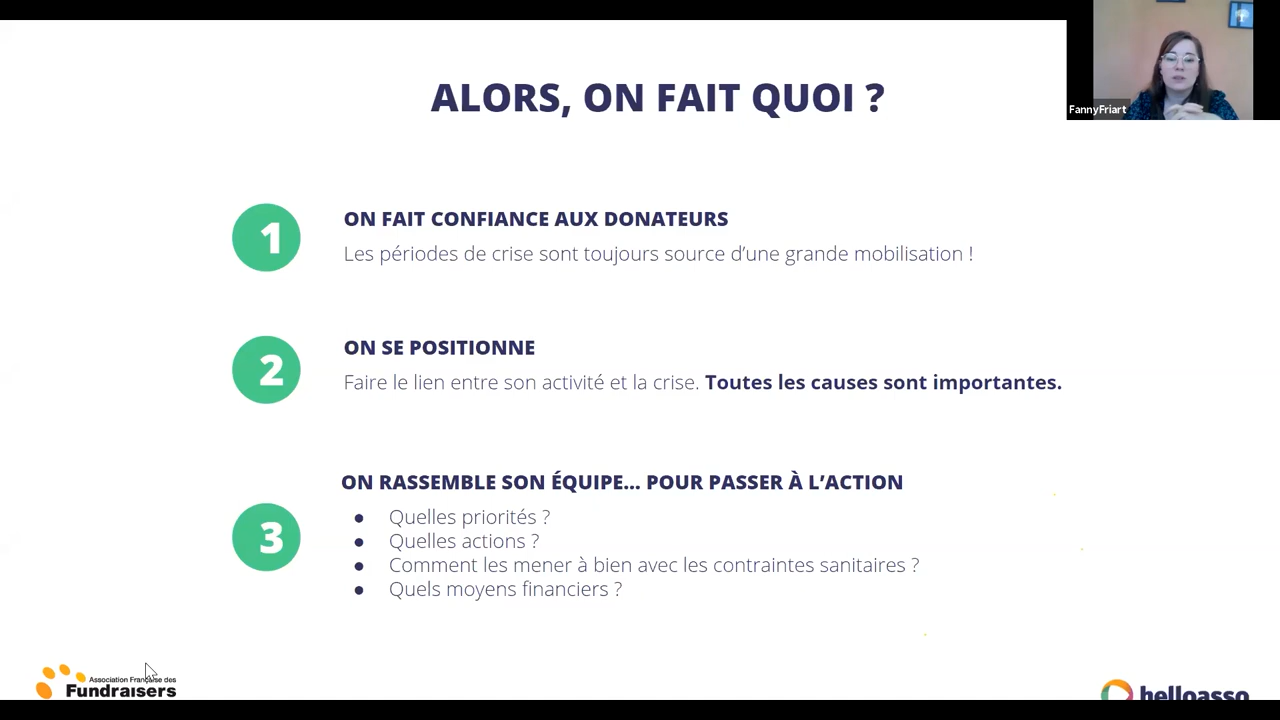 ALORS, ON FAIT QUOI ?
FannyFriart
1
ON FAIT CONFIANCE AUX DONATEURS
Les périodes de crise sont toujours source d’une grande mobilisation !
2
ON SE POSITIONNE
Faire le lien entre son activité et la crise. Toutes les causes sont importantes.
3
ON RASSEMBLE SON ÉQUIPE... POUR PASSER À L’ACTION
● Quelles priorités ?
● Quelles actions ?
● Comment les mener à bien avec les contraintes sanitaires ?
● Quels moyens financiers ?
Association Française des
Fundraisers
helloasso